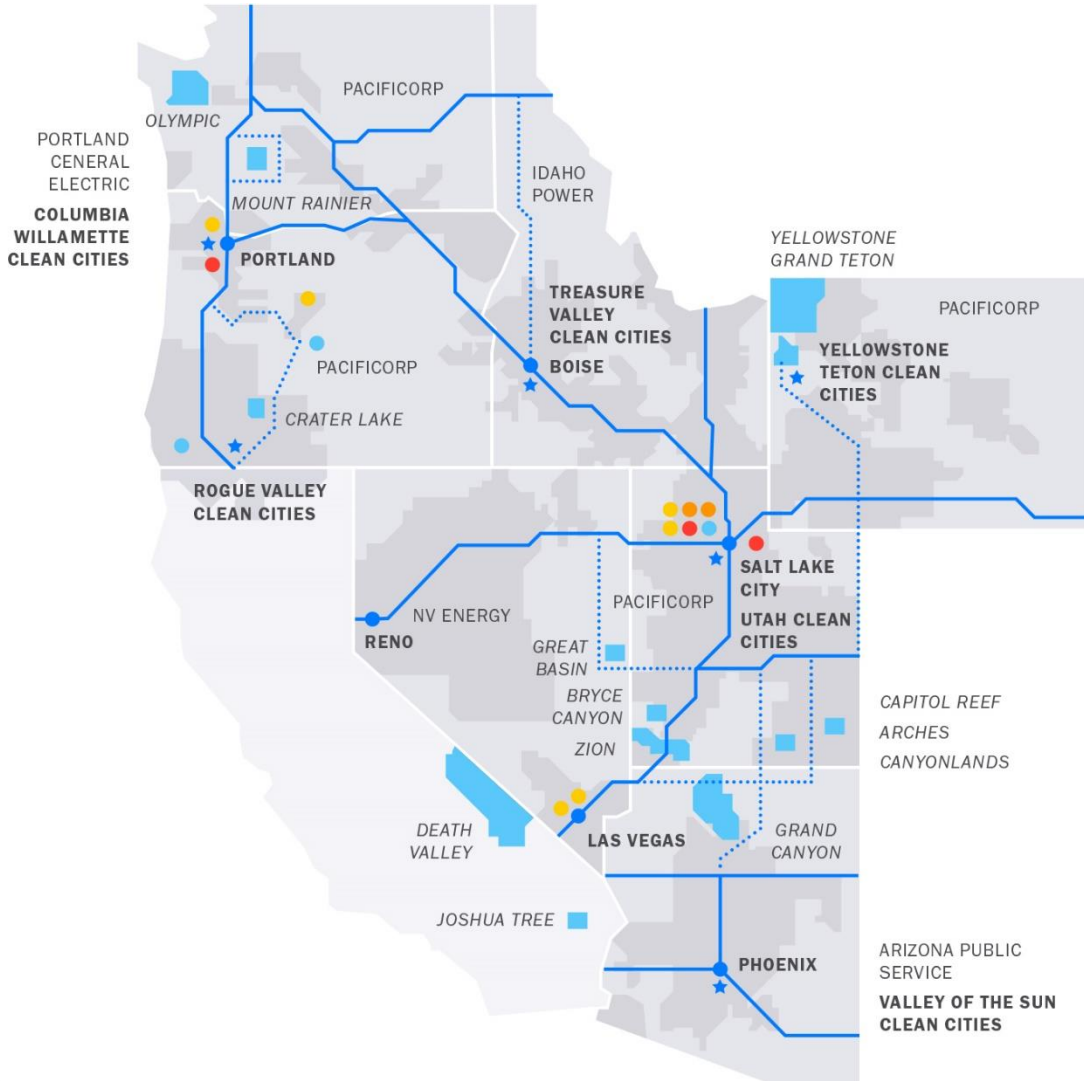 PACIFICORP
OLYMPIC
PORTLAND
CENERAL
ELECTRIC
COLUMBIA
WILLAMETTE
CLEAN CITIES
MOUNT RAINIER
IDAHO
POWER
PORTLAND
YELLOWSTONE
GRAND TETON
PACIFICORP
TREASURE
VALLEY
CLEAN CITIES
BOISE
YELLOWSTONE
TETON CLEAN
CITIES
PACIFICORP
CRATER LAKE
ROGUE VALLEY
CLEAN CITIES
SALT LAKE
CITY
UTAH CLEAN
CITIES
PACIFICORP
NV ENERGY
RENO
GREAT
BASIN
BRYCE
CANYON
ZION
CAPITOL REEF
ARCHES
CANYONLANDS
LAS VEGAS
DEATH
VALLEY
GRAND
CANYON
JOSHUA TREE
PHOENIX
ARIZONA PUBLIC
SERVICE
VALLEY OF THE SUN
CLEAN CITIES